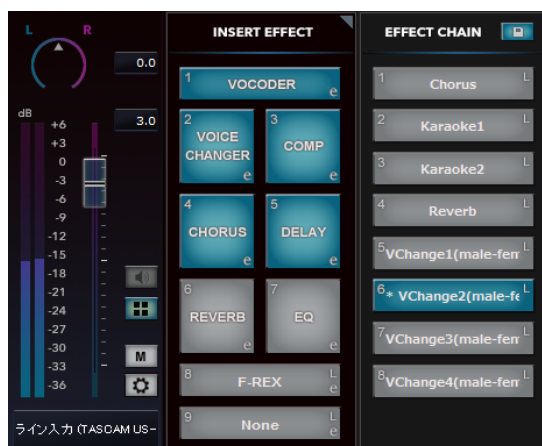 L R
0.0
dB
3.0
+6
+3
0
-3
-6
-9
-12
-15
-18
-21
-24
-27
-30
-33
-36
M
ライン入力 (TASCAM US-
INSERT EFFECT
1 VOCODER e
2 VOICE CHANGER e
3 COMP e
4 CHORUS e
5 DELAY e
6 REVERB e
7 EQ e
8 F-REX L e
9 None L e
EFFECT CHAIN
1 Chorus L
2 Karaoke1 L
3 Karaoke2 L
4 Reverb L
5 VChange1(male-fem L
6 * VChange2(male-fe L
7 VChange3(male-fem L
8 VChange4(male-fem L